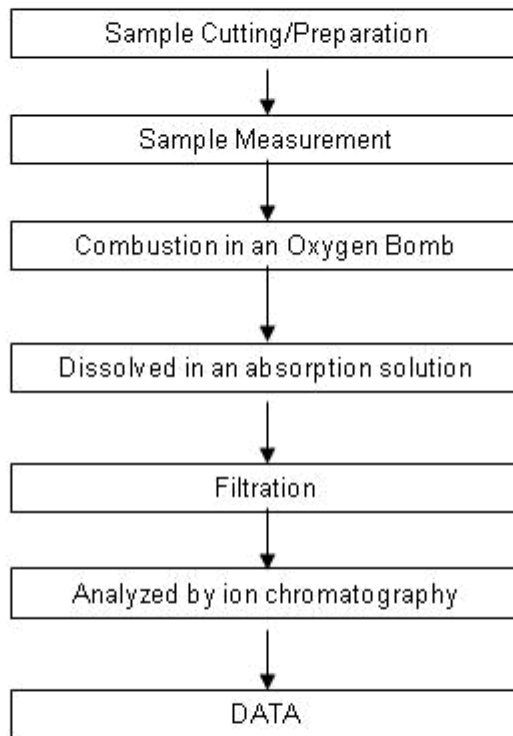 Sample Cutting/Preparation
Sample Measurement
Combustion in an Oxygen Bomb
Dissolved in an absorption solution
Filtration
Analyzed by ion chromatography
DATA